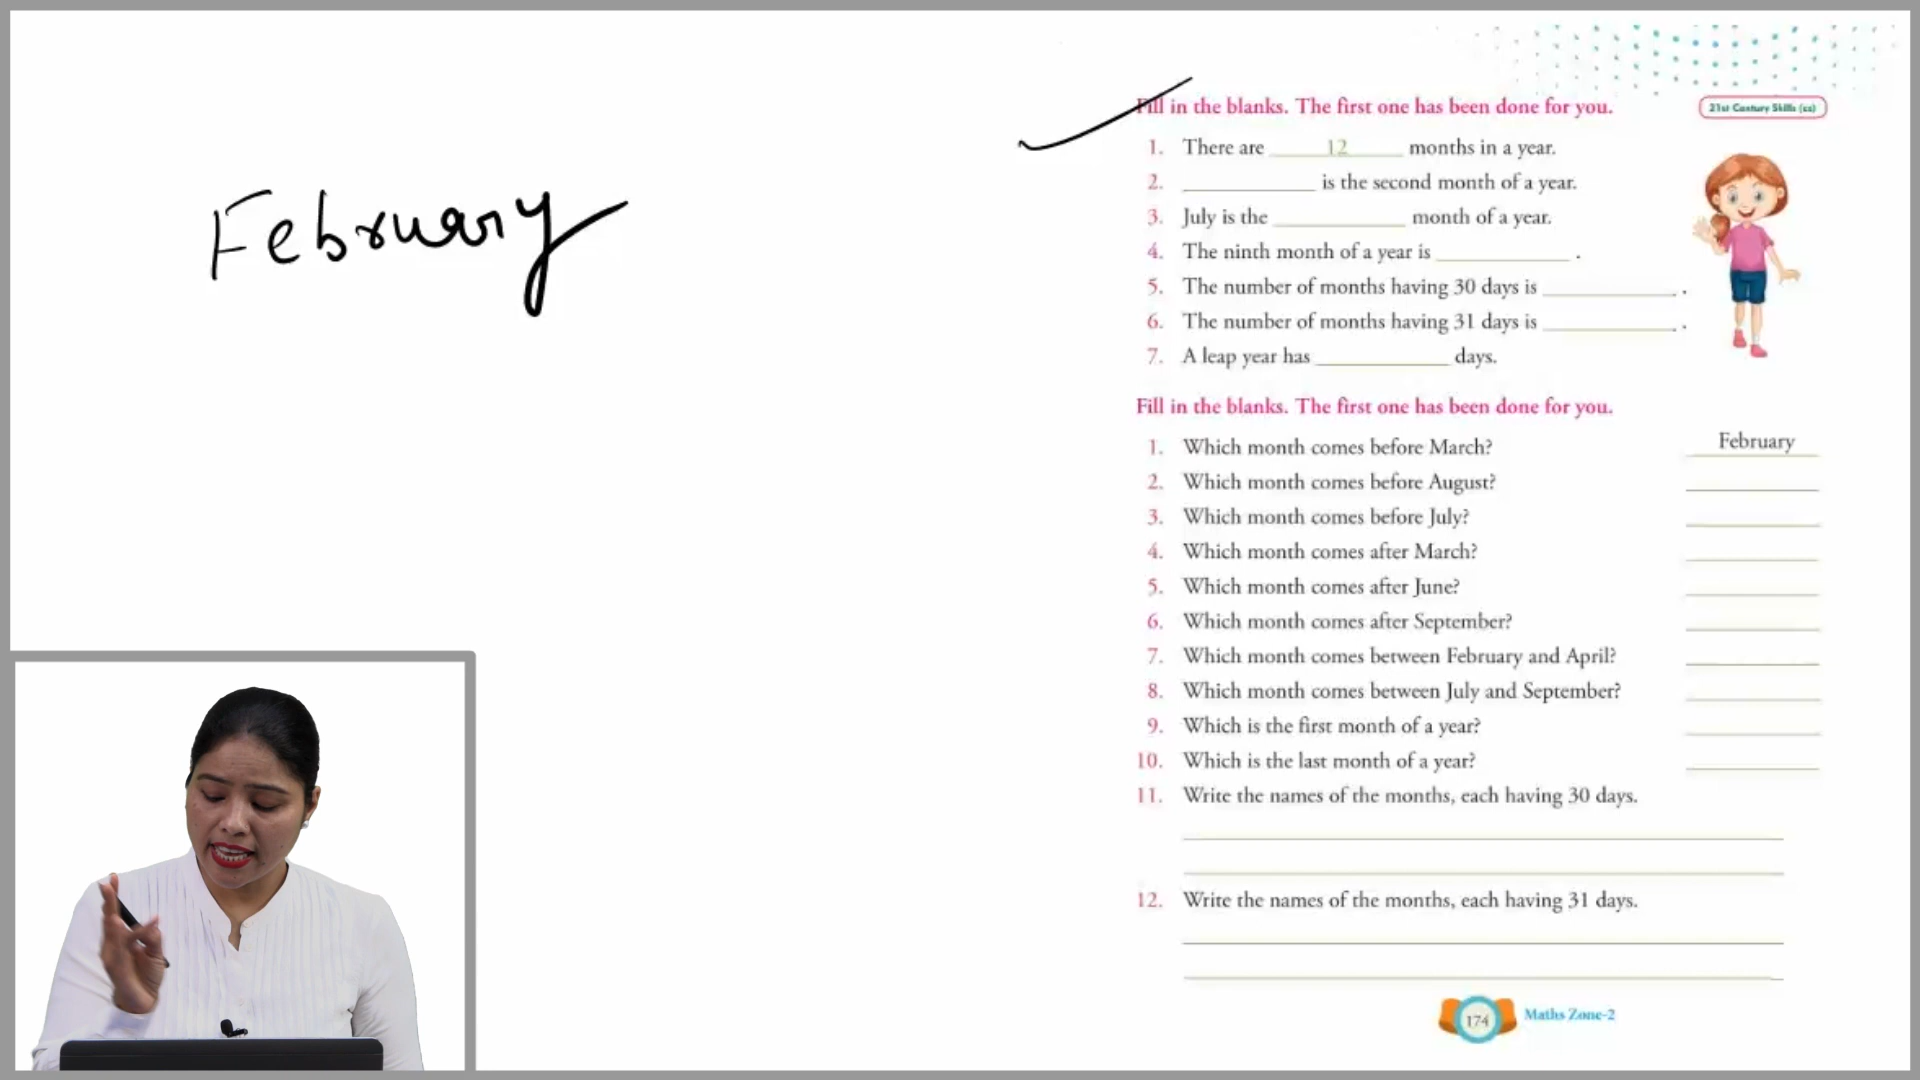 February
Fill in the blanks. The first one has been done for you.
21st Century Skills (cs)
1. There are 12 months in a year.
2. is the second month of a year.
3. July is the month of a year.
4. The ninth month of a year is .
5. The number of months having 30 days is .
6. The number of months having 31 days is .
7. A leap year has days.
Fill in the blanks. The first one has been done for you.
1. Which month comes before March? February
2. Which month comes before August?
3. Which month comes before July?
4. Which month comes after March?
5. Which month comes after June?
6. Which month comes after September?
7. Which month comes between February and April?
8. Which month comes between July and September?
9. Which is the first month of a year?
10. Which is the last month of a year?
11. Write the names of the months, each having 30 days.
12. Write the names of the months, each having 31 days.
174 Maths Zone-2